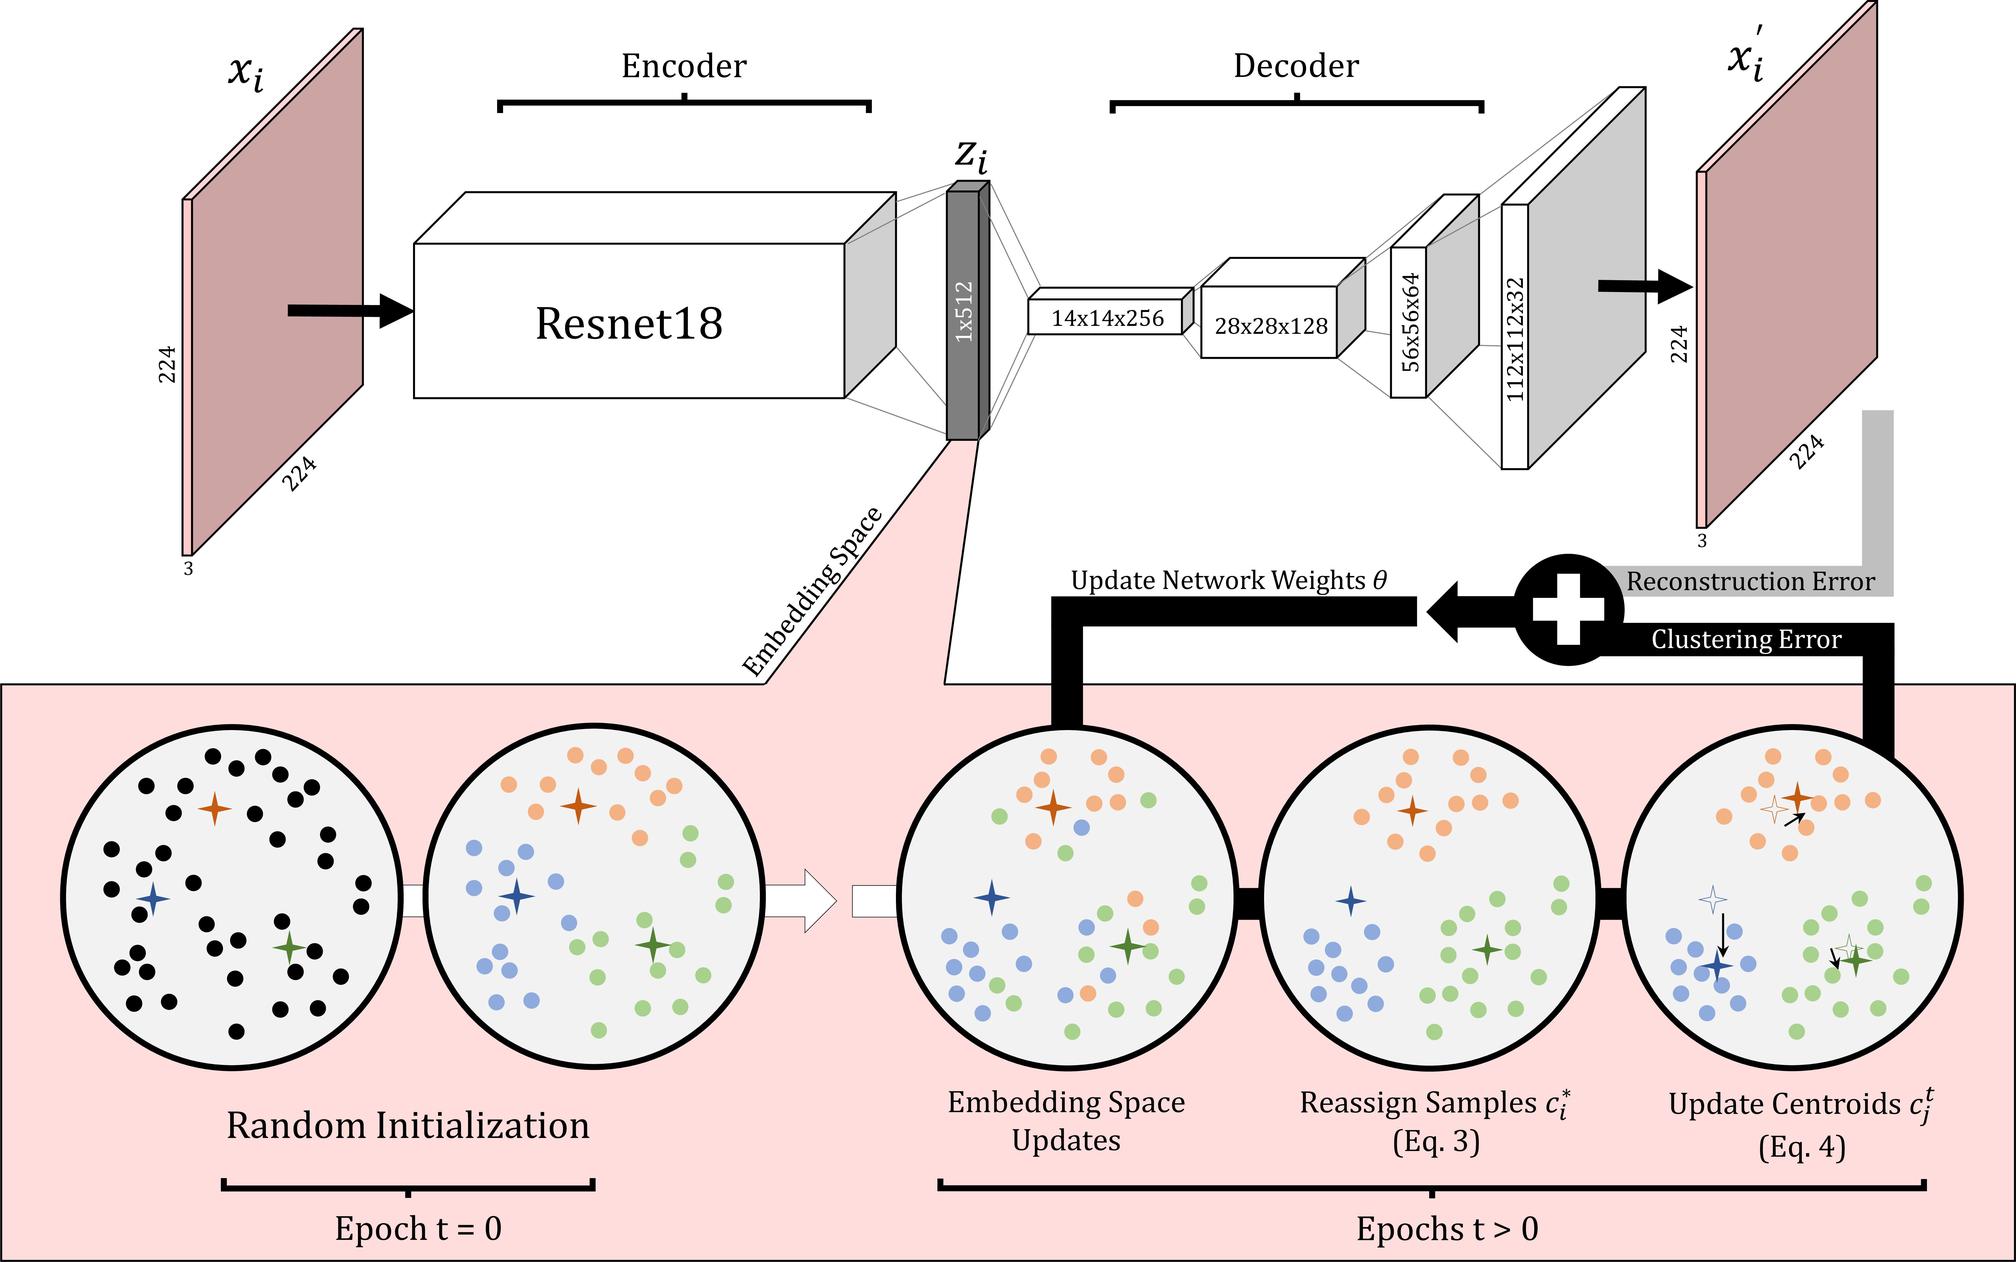 x_i
Encoder
Decoder
x_i'
z_i
Resnet18
1x512
14x14x256
28x28x128
56x56x64
112x112x32
224
224
3
224
224
3
Embedding Space
Update Network Weights θ
Reconstruction Error
Clustering Error
Random Initialization
Epoch t = 0
Embedding Space
Updates
Reassign Samples c_i^*
(Eq. 3)
Update Centroids c_j^t
(Eq. 4)
Epochs t > 0